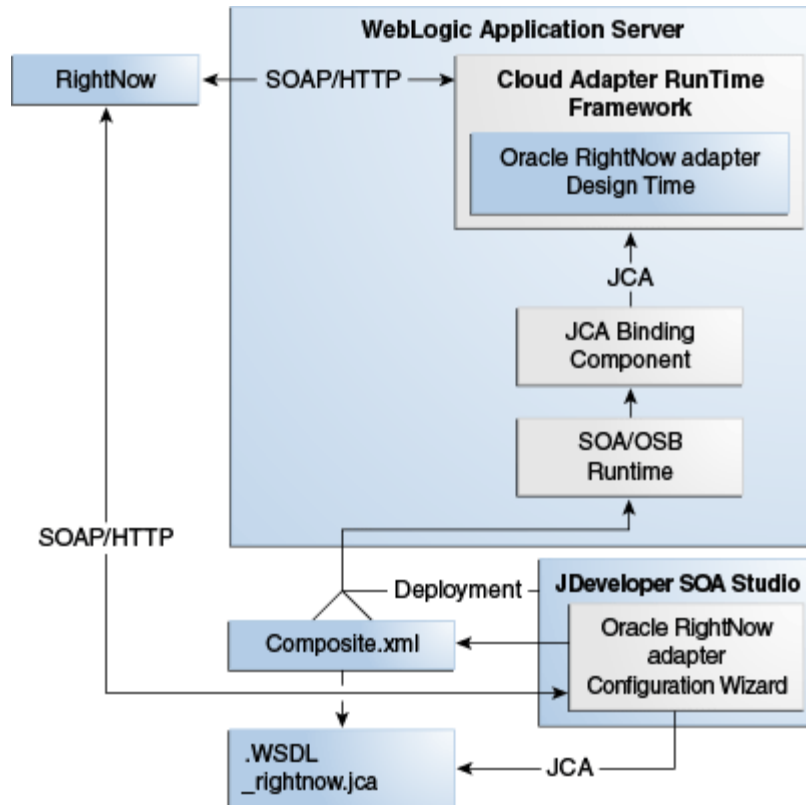 WebLogic Application Server
RightNow
SOAP/HTTP
Cloud Adapter RunTime
Framework
Oracle RightNow adapter
Design Time
JCA
JCA Binding
Component
SOA/OSB
Runtime
SOAP/HTTP
Deployment
JDeveloper SOA Studio
Composite.xml
Oracle RightNow
adapter
Configuration Wizard
.WSDL
_rightnow.jca
JCA